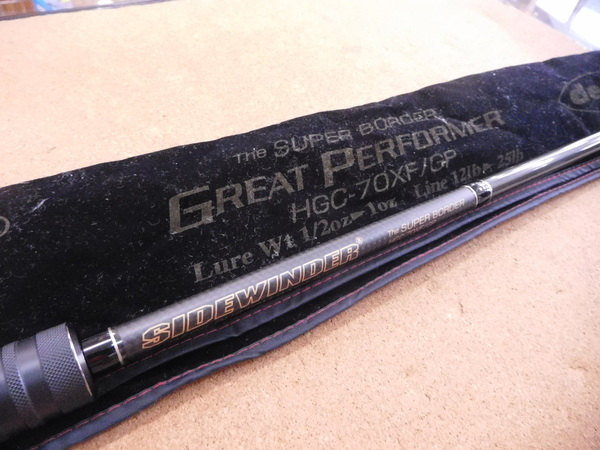 The SUPER BORDER
GREAT PERFORMER
HGC-70XF/GP
Lure Wt 1/2oz▶1oz Line 12lb▶25lb
SIDEWINDER®
The SUPER BORDER
de